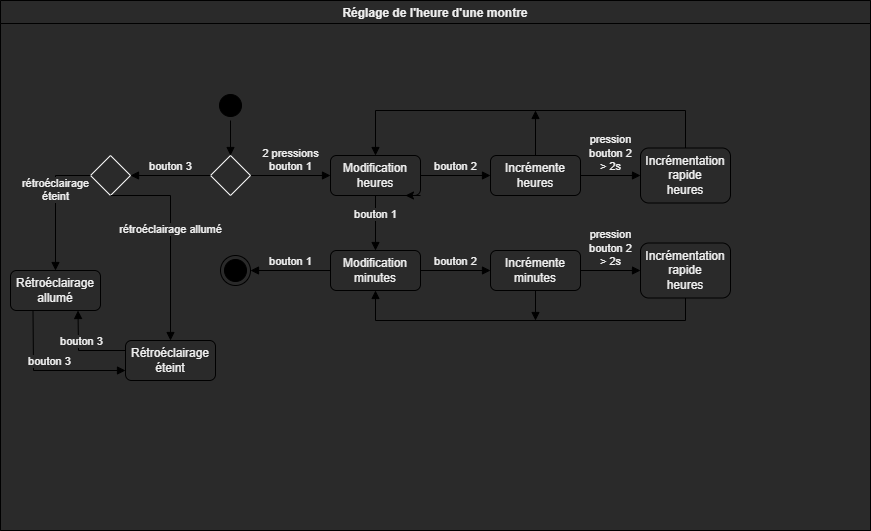 Réglage de l'heure d'une montre
2 pressions
bouton 1
bouton 3
Modification
heures
bouton 2
Incrémente
heures
pression
bouton 2
> 2s
Incrémentation
rapide
heures
rétroéclairage
éteint
rétroéclairage allumé
bouton 1
bouton 1
Modification
minutes
bouton 2
Incrémente
minutes
pression
bouton 2
> 2s
Incrémentation
rapide
heures
Rétroéclairage
allumé
bouton 3
bouton 3
Rétroéclairage
éteint